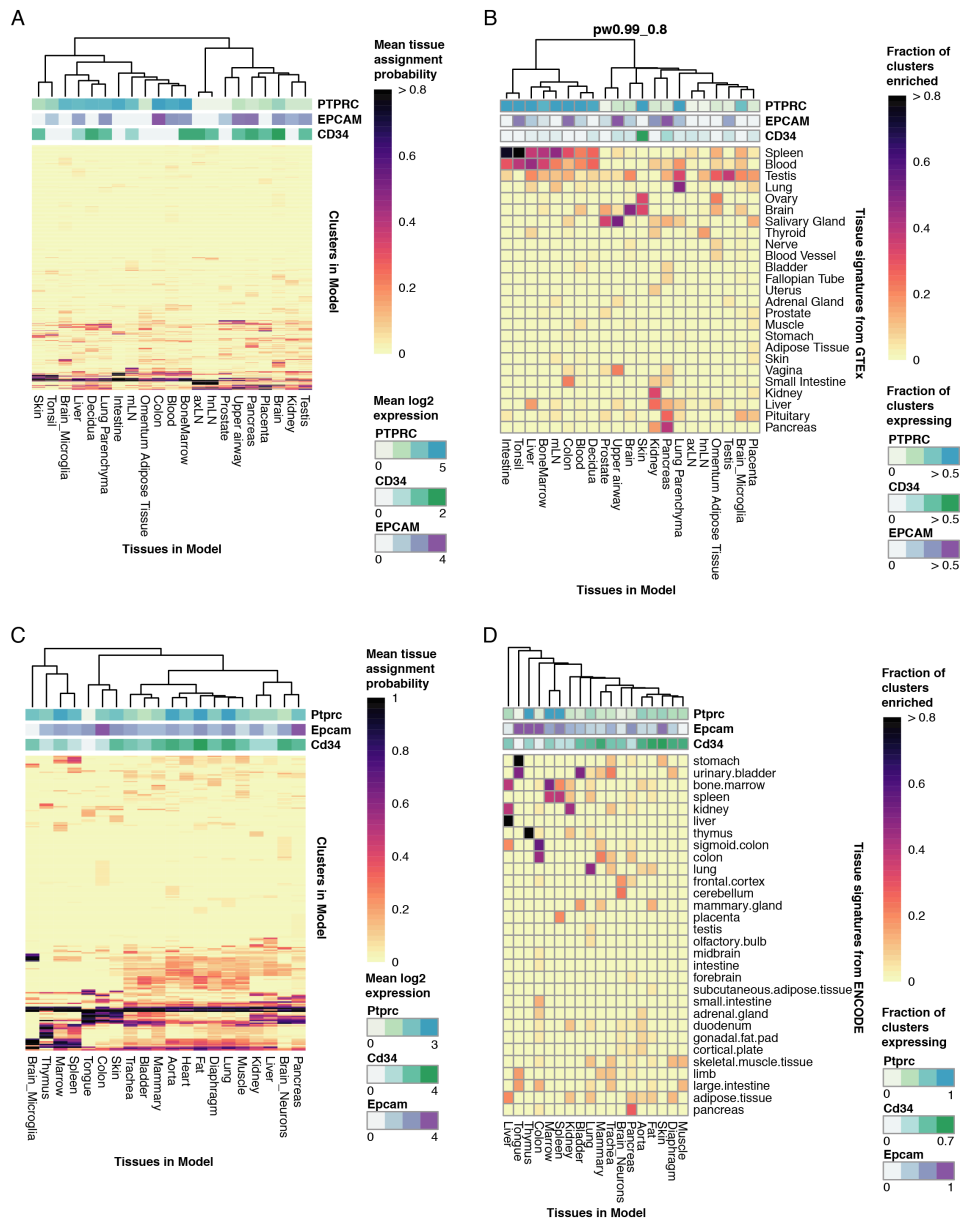 A
Mean tissue
assignment
probability
> 0.8
0.6
0.4
0.2
0
PTPRC
EPCAM
CD34
Clusters in Model
Skin
Tonsil
Brain_Microglia
Liver
Decidua
Lung Parenchyma
Intestine
mLN
Omentum Adipose Tissue
Colon
Blood
BoneMarrow
axLN
hnLN
Prostate
Upper airway
Pancreas
Placenta
Brain
Kidney
Testis
Tissues in Model
Mean log2
expression
PTPRC
0 5
CD34
0 2
EPCAM
0 4
B
pw0.99_0.8
Fraction of
clusters
enriched
> 0.8
0.6
0.4
0.2
0
PTPRC
EPCAM
CD34
Spleen
Blood
Testis
Lung
Ovary
Brain
Salivary Gland
Thyroid
Nerve
Blood Vessel
Bladder
Fallopian Tube
Uterus
Adrenal Gland
Prostate
Muscle
Stomach
Adipose Tissue
Skin
Vagina
Small Intestine
Kidney
Liver
Pituitary
Pancreas
Tissue signatures from GTEx
Intestine
Tonsil
Liver
BoneMarrow
mLN
Colon
Blood
Decidua
Prostate
Upper airway
Brain
Skin
Kidney
Pancreas
Lung Parenchyma
axLN
hnLN
Omentum Adipose Tissue
Testis
Brain_Microglia
Placenta
Tissues in Model
Fraction of
clusters
expressing
PTPRC
0 > 0.5
CD34
0 > 0.5
EPCAM
0 > 0.5
C
Mean tissue
assignment
probability
1
0.8
0.6
0.4
0.2
0
Ptprc
Epcam
Cd34
Clusters in Model
Brain_Microglia
Thymus
Marrow
Spleen
Tongue
Colon
Skin
Trachea
Bladder
Mammary
Aorta
Heart
Fat
Diaphragm
Lung
Muscle
Kidney
Liver
Brain_Neurons
Pancreas
Tissues in Model
Mean log2
expression
Ptprc
0 3
Cd34
0 4
Epcam
0 4
D
Fraction of
clusters
enriched
> 0.8
0.6
0.4
0.2
0
Ptprc
Epcam
Cd34
stomach
urinary.bladder
bone.marrow
spleen
kidney
liver
thymus
sigmoid.colon
colon
lung
frontal.cortex
cerebellum
mammary.gland
placenta
testis
olfactory.bulb
midbrain
intestine
forebrain
subcutaneous.adipose.tissue
small.intestine
adrenal.gland
duodenum
gonadal.fat.pad
cortical.plate
skeletal.muscle.tissue
limb
large.intestine
adipose.tissue
pancreas
Tissue signatures from ENCODE
Liver
Tongue
Thymus
Colon
Marrow
Spleen
Kidney
Bladder
Lung
Mammary
Trachea
Brain_Neurons
Pancreas
Aorta
Fat
Skin
Diaphragm
Muscle
Tissues in Model
Fraction of
clusters
expressing
Ptprc
0 1
Cd34
0 0.7
Epcam
0 1